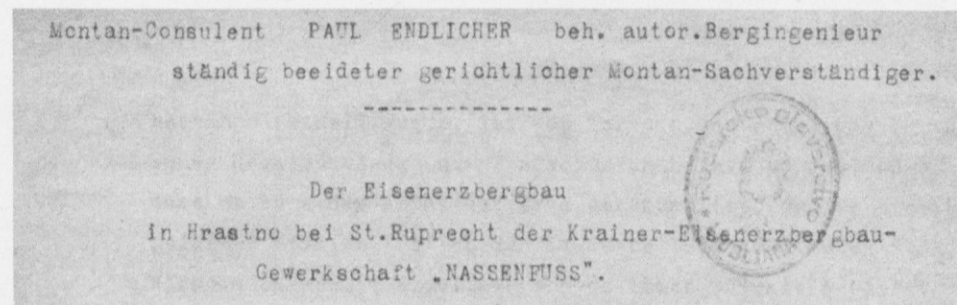 Montan-Consulent PAUL ENDLICHER beh. autor.Bergingenieur
ständig beeideter gerichtlicher Montan-Sachverständiger.
--------------
Der Eisenerzbergbau
in Hrastno bei St.Ruprecht der Krainer-Eisenerzbergbau-
Gewerkschaft „NASSENFUSS".